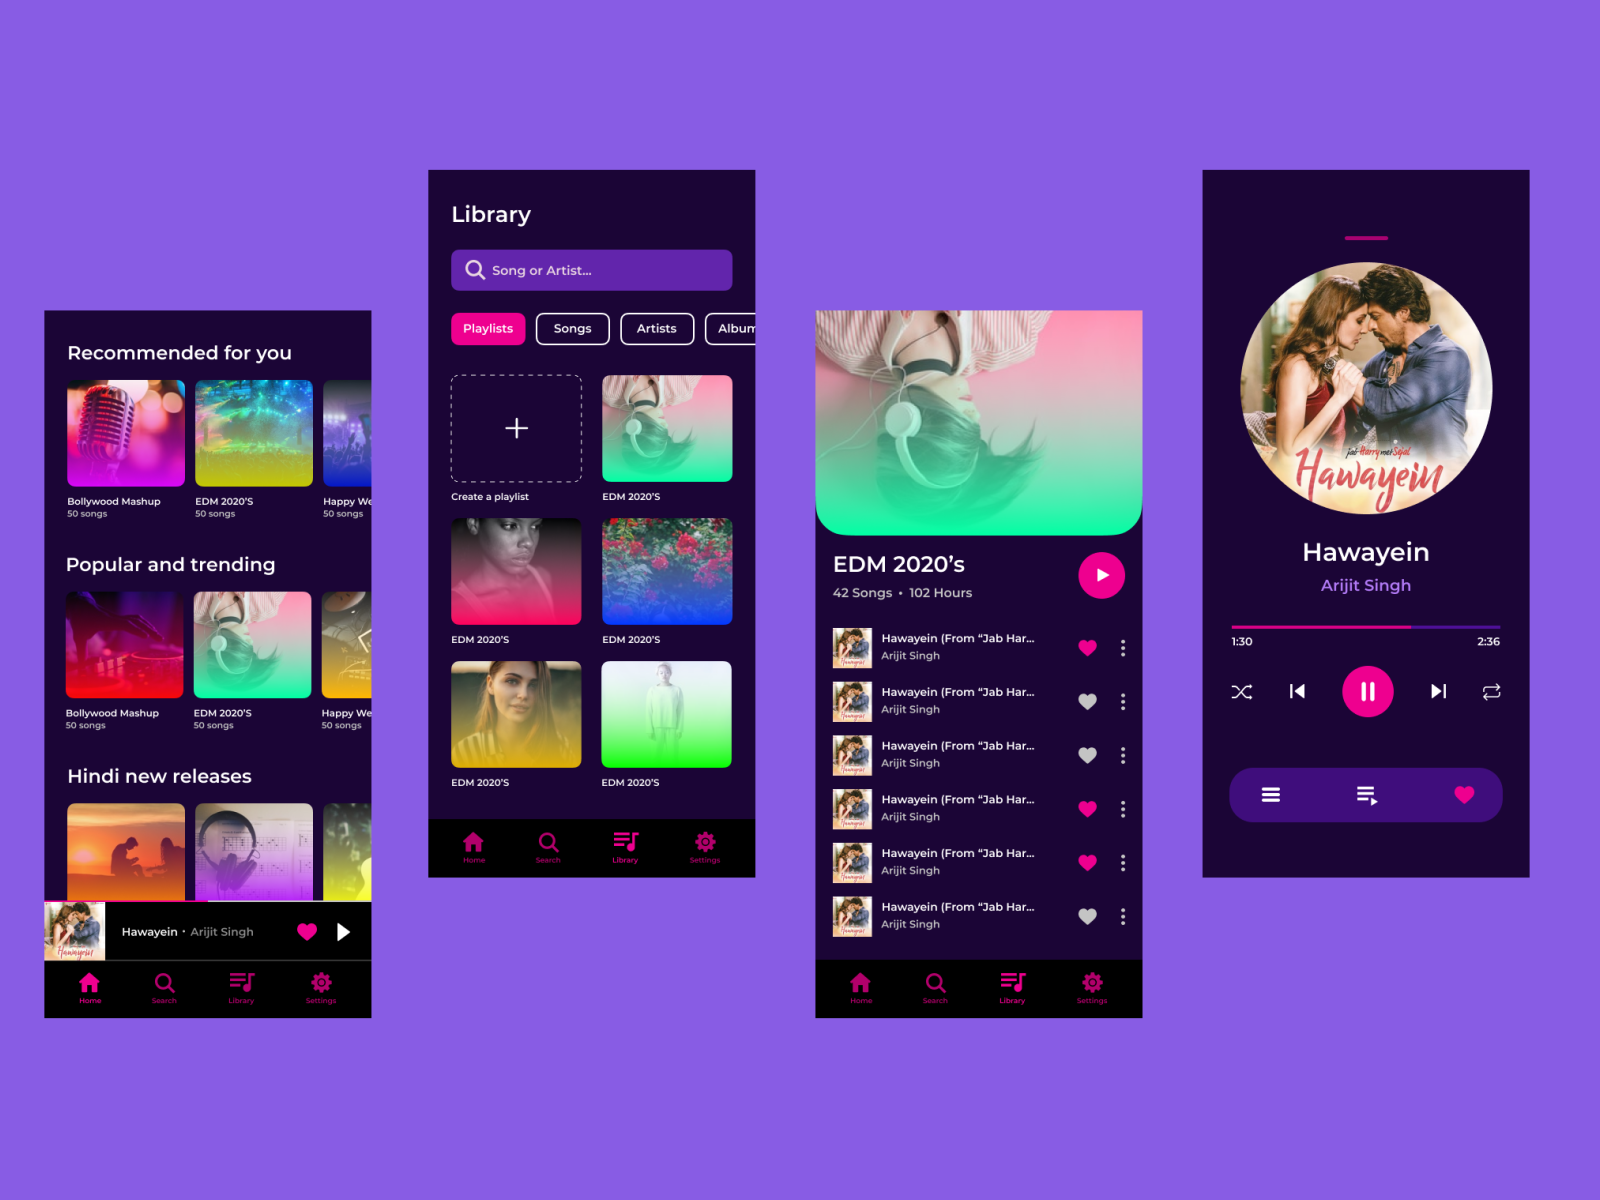 Recommended for you
Bollywood Mashup
50 songs
EDM 2020'S
50 songs
Happy We
50 songs
Popular and trending
Bollywood Mashup
50 songs
EDM 2020'S
50 songs
Happy We
50 songs
Hindi new releases
Hawayein
Hawayein • Arijit Singh
Home
Search
Library
Settings
Library
Song or Artist...
Playlists
Songs
Artists
Album
Create a playlist
EDM 2020'S
EDM 2020'S
EDM 2020'S
EDM 2020'S
EDM 2020'S
Home
Search
Library
Settings
EDM 2020's
42 Songs • 102 Hours
Hawayein (From “Jab Har...
Arijit Singh
Hawayein (From “Jab Har...
Arijit Singh
Hawayein (From “Jab Har...
Arijit Singh
Hawayein (From “Jab Har...
Arijit Singh
Hawayein (From “Jab Har...
Arijit Singh
Hawayein (From “Jab Har...
Arijit Singh
Home
Search
Library
Settings
Jab Harry met Sejal
Hawayein
Hawayein
Arijit Singh
1:30
2:36